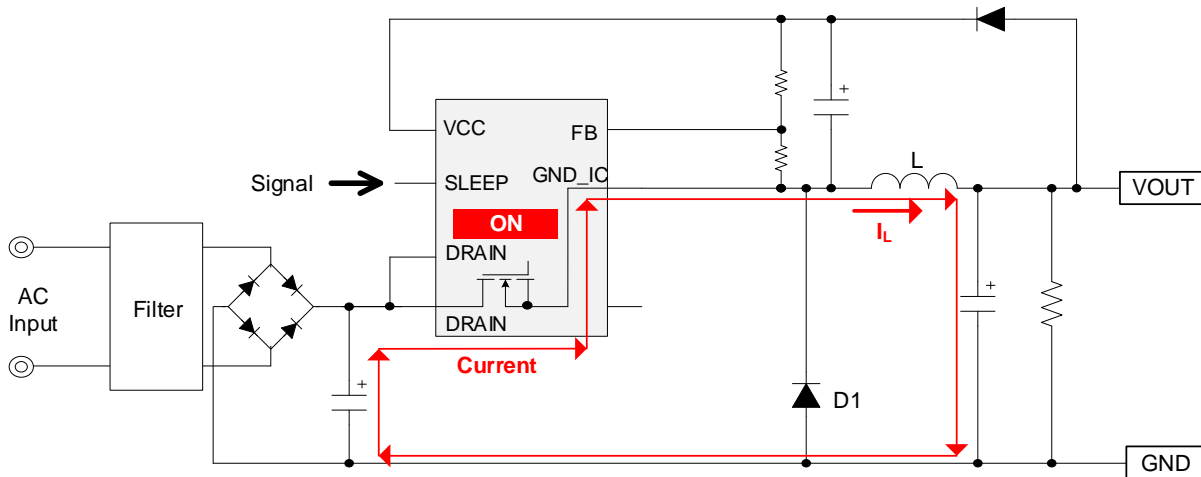 VCC
FB
Signal
SLEEP
GND_IC
L
VOUT
ON
I_L
DRAIN
AC
Input
Filter
DRAIN
Current
D1
GND
+
+
+